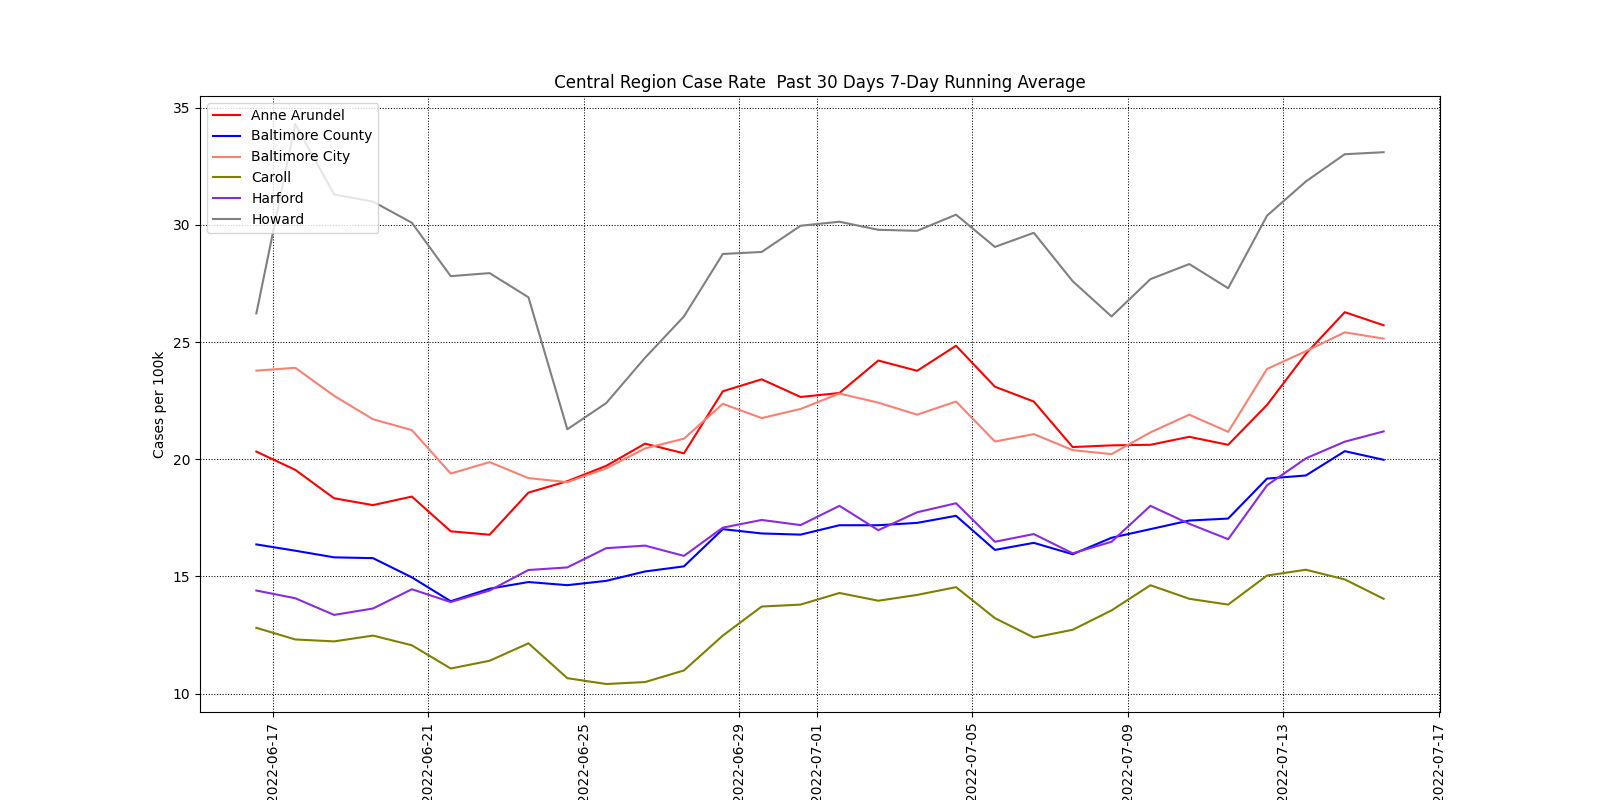 Central Region Case Rate  Past 30 Days 7-Day Running Average
Cases per 100k
35
30
25
20
15
10
Anne Arundel
Baltimore County
Baltimore City
Caroll
Harford
Howard
2022-06-17
2022-06-21
2022-06-25
2022-06-29
2022-07-01
2022-07-05
2022-07-09
2022-07-13
2022-07-17